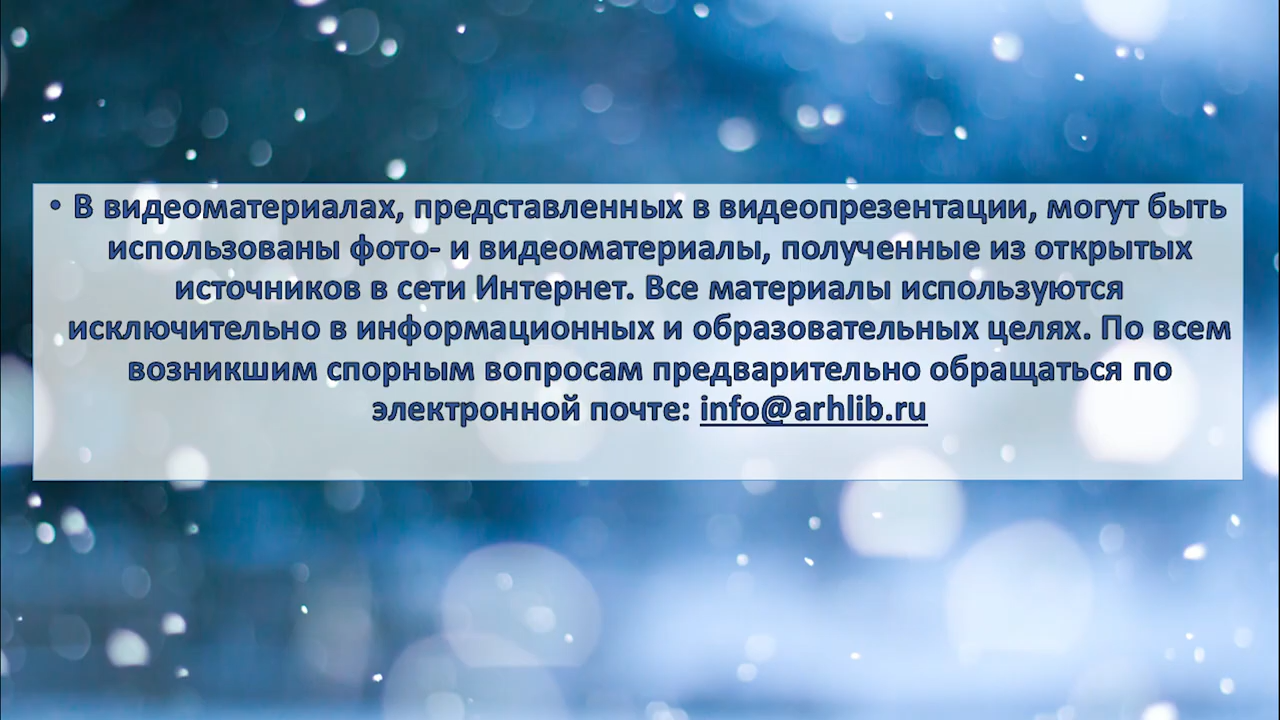 • В видеоматериалах, представленных в видеопрезентации, могут быть
использованы фото- и видеоматериалы, полученные из открытых
источников в сети Интернет. Все материалы используются
исключительно в информационных и образовательных целях. По всем
возникшим спорным вопросам предварительно обращаться по
электронной почте: info@arhlib.ru